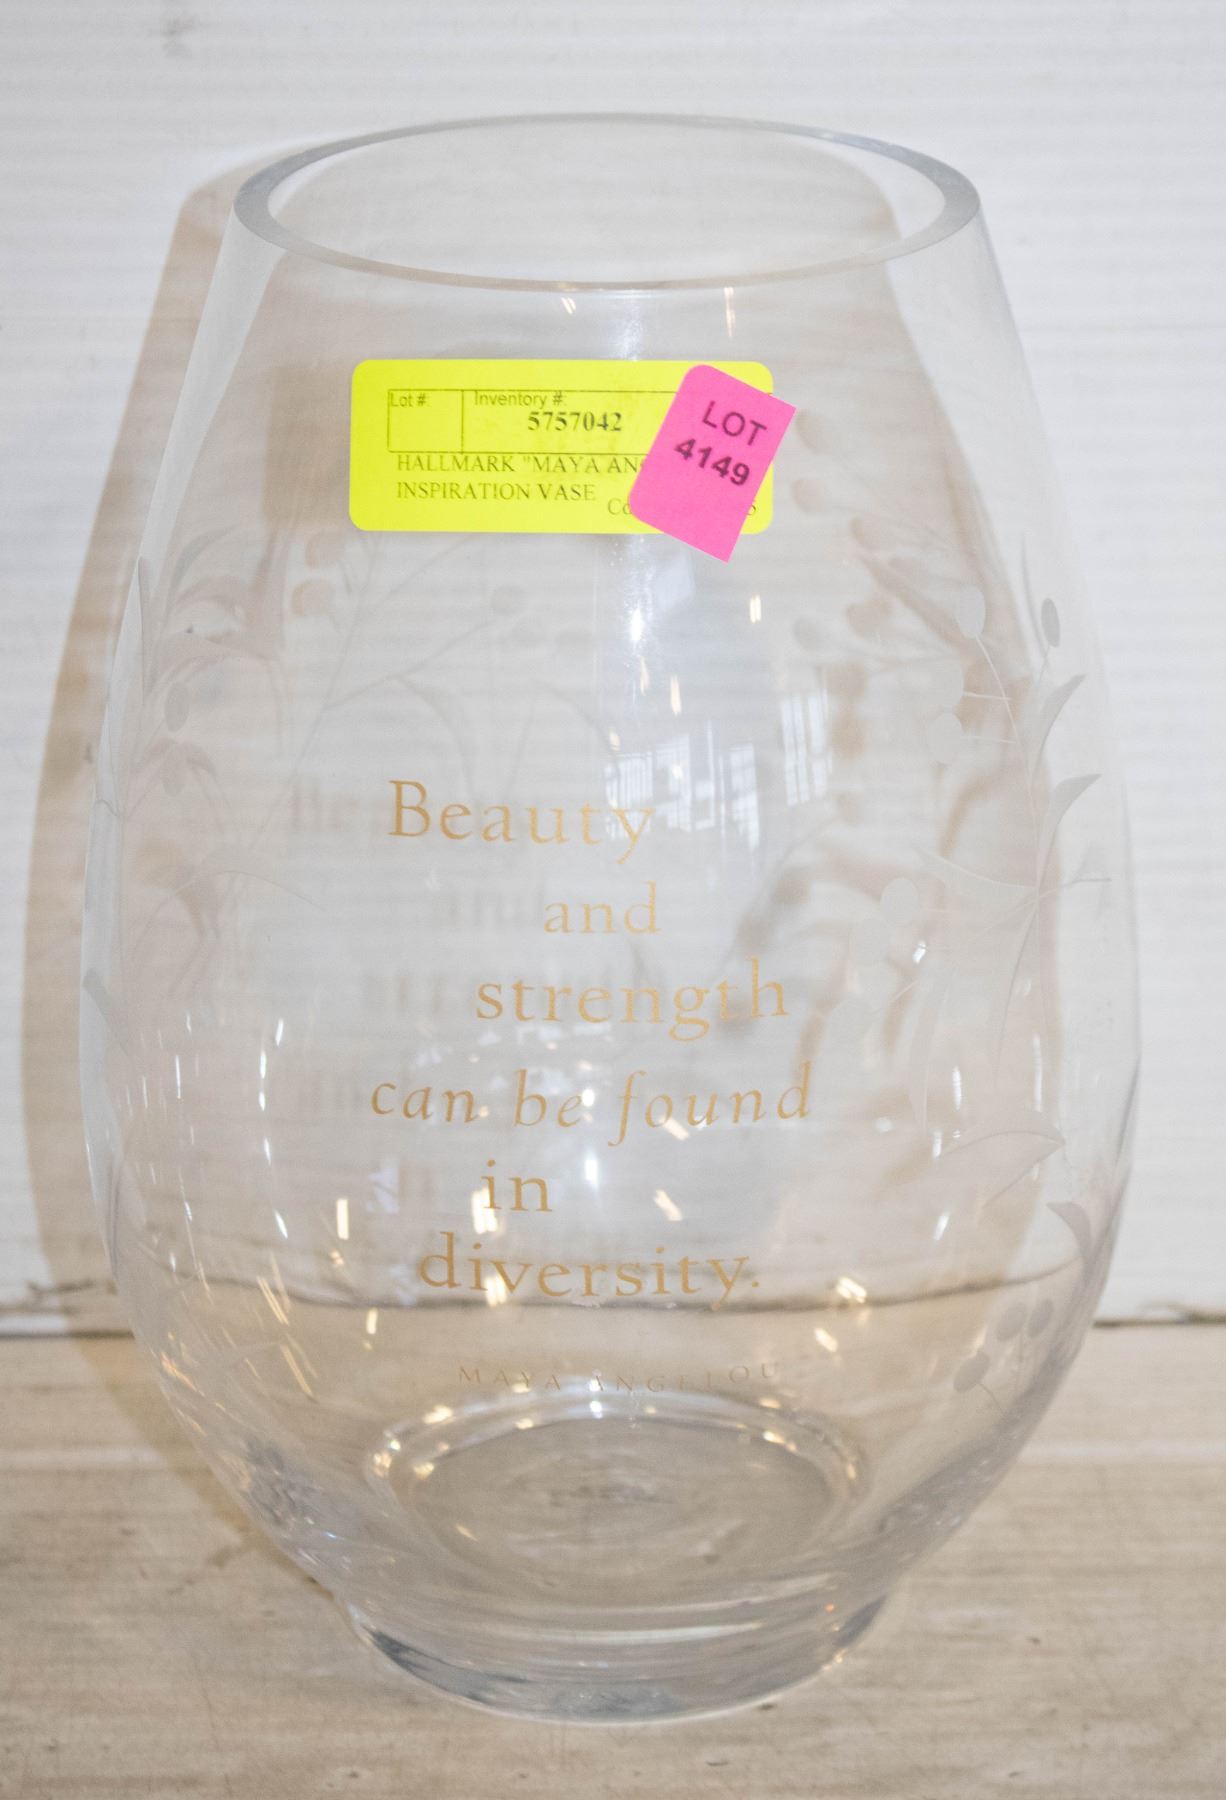 Lot #:
Inventory #:
5757042
HALLMARK "MAYA
INSPIRATION VASE
LOT
4149
Beauty
and
strength
can be found
in
diversity.
MAYA ANGELOU